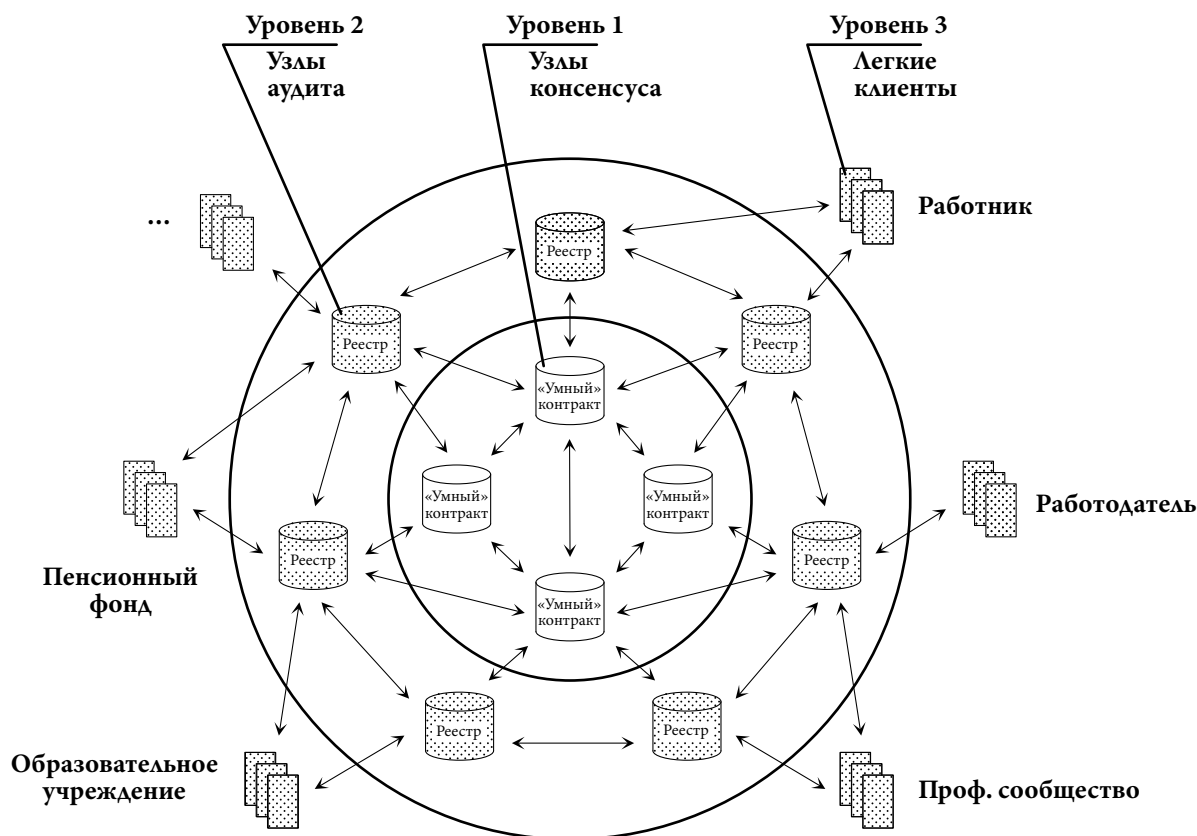 Уровень 2
Узлы
аудита
Уровень 1
Узлы
консенсуса
Уровень 3
Легкие
клиенты
...
Работник
Реестр
Реестр
Реестр
«Умный»
контракт
«Умный»
контракт
«Умный»
контракт
Работодатель
Пенсионный
фонд
Реестр
Реестр
«Умный»
контракт
Реестр
Реестр
Образовательное
учреждение
Проф. сообщество